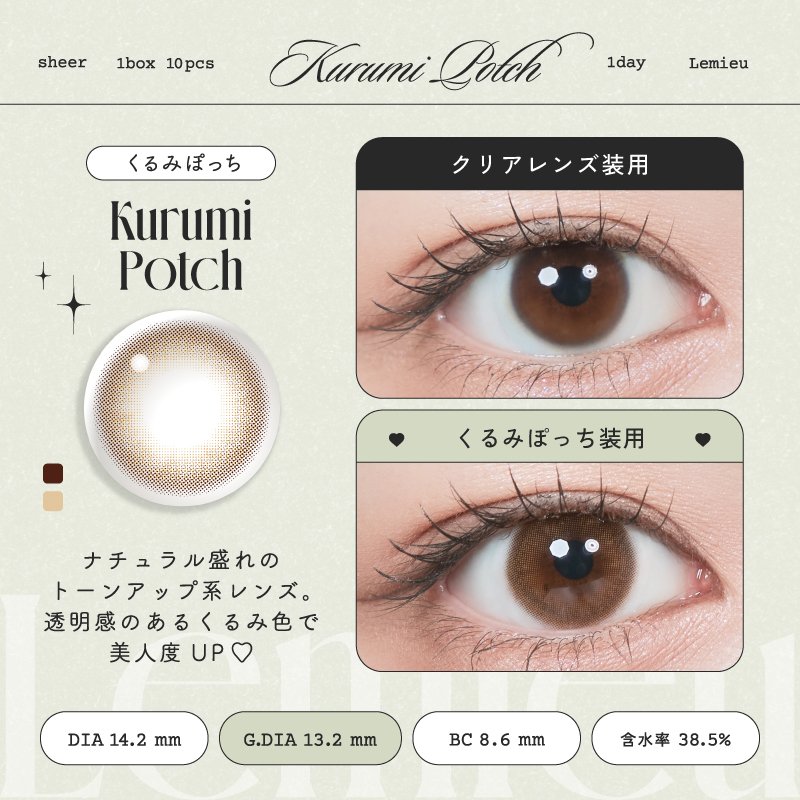 sheer 1box 10pcs Kurumi Potch 1day Lemieu
くるみぽっち
Kurumi
Potch
ナチュラル盛れの
トーンアップ系レンズ。
透明感のあるくるみ色で
美人度 UP♡
クリアレンズ装用
♥ くるみぽっち装用 ♥
Lemieu
DIA 14.2 mm G.DIA 13.2 mm BC 8.6 mm 含水率 38.5%